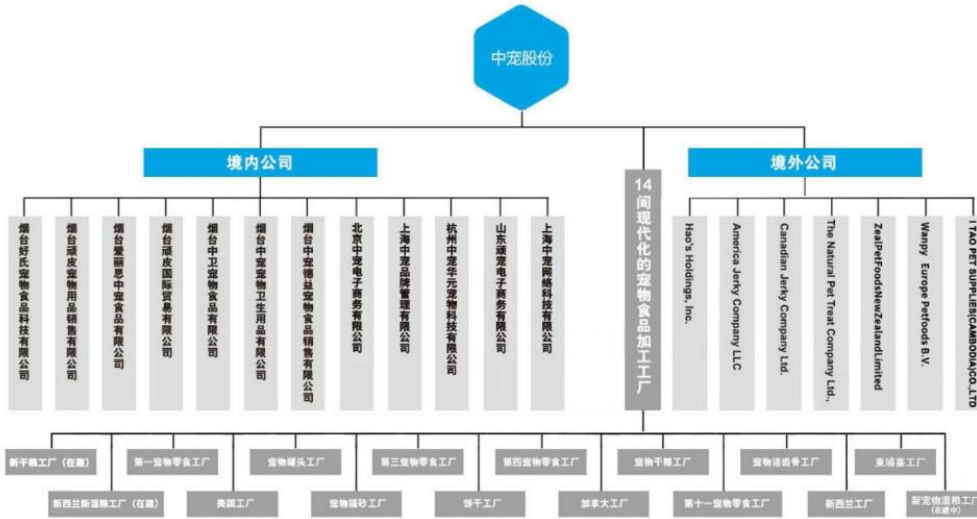 中宠股份
境内公司
境外公司
14间现代化的宠物食品加工工厂
烟台好氏宠物食品科技有限公司
烟台顽皮宠物用品销售有限公司
烟台爱丽思中宠食品有限公司
烟台顽皮国际贸易有限公司
烟台中卫宠物食品有限公司
烟台中宠宠物卫生用品有限公司
烟台中宠德益宠物食品销售有限公司
北京中宠电子商务有限公司
上海中宠品牌管理有限公司
杭州中宠华元宠物科技有限公司
山东顽宠电子商务有限公司
上海中宠网络科技有限公司
Hao's Holdings, Inc.
America Jerky Company LLC
Canadian Jerky Company Ltd.
The Natural Pet Treat Company Ltd.,
ZealPetFoodsNewZealandLimited
Wanpy Europe Petfoods B.V.
I TAO PET SUPPLIES(CAMBODIA)CO.,LTD
新干粮工厂（在建）
第一宠物零食工厂
宠物罐头工厂
第三宠物零食工厂
第四宠物零食工厂
宠物干粮工厂
宠物洁齿骨工厂
柬埔寨工厂
新西兰新湿粮工厂（在建）
美国工厂
宠物猫砂工厂
饼干工厂
加拿大工厂
第十一宠物零食工厂
新西兰工厂
新宠物湿粮工厂
(在建中)